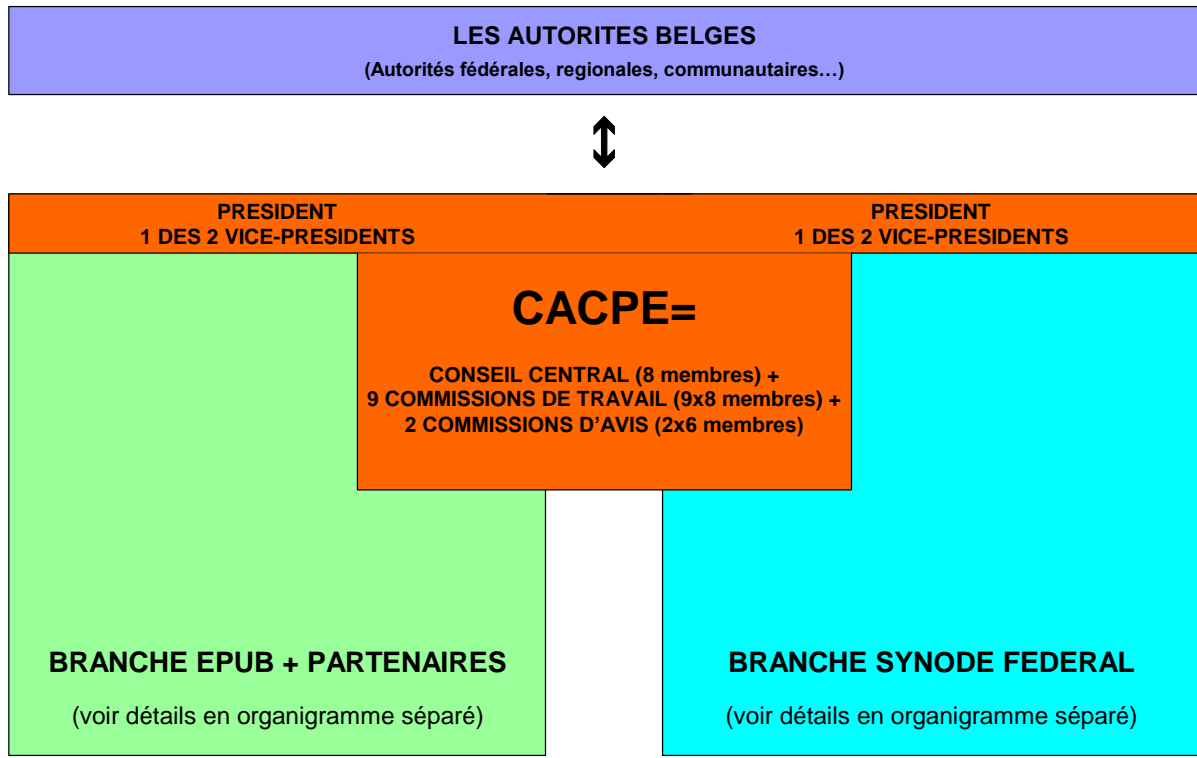 LES AUTORITES BELGES
(Autorités fédérales, regionales, communautaires…)
PRESIDENT
1 DES 2 VICE-PRESIDENTS
PRESIDENT
1 DES 2 VICE-PRESIDENTS
CACPE=
CONSEIL CENTRAL (8 membres) +
9 COMMISSIONS DE TRAVAIL (9x8 membres) +
2 COMMISSIONS D'AVIS (2x6 membres)
BRANCHE EPUB + PARTENAIRES
(voir détails en organigramme séparé)
BRANCHE SYNODE FEDERAL
(voir détails en organigramme séparé)